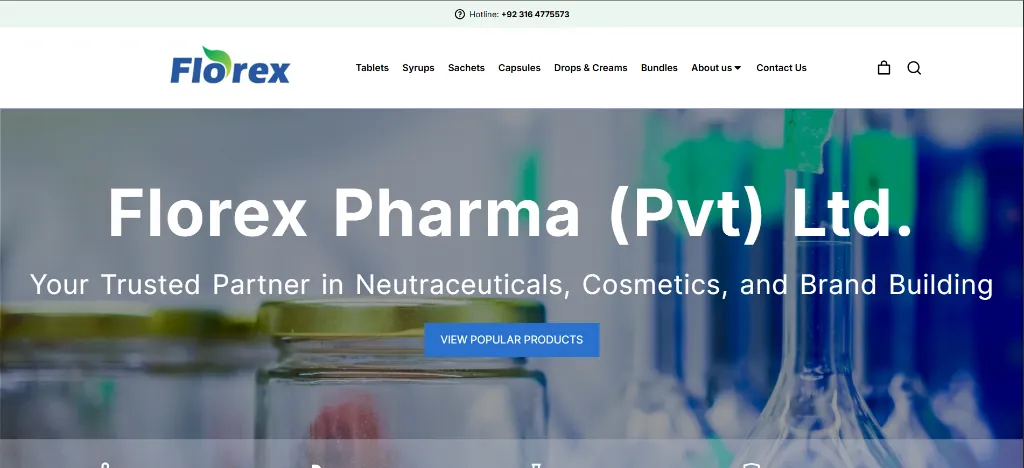 Hotline: +92 316 4775573
Florex
Tablets Syrups Sachets Capsules Drops & Creams Bundles About us Contact Us
Florex Pharma (Pvt) Ltd.
Your Trusted Partner in Neutraceuticals, Cosmetics, and Brand Building
VIEW POPULAR PRODUCTS